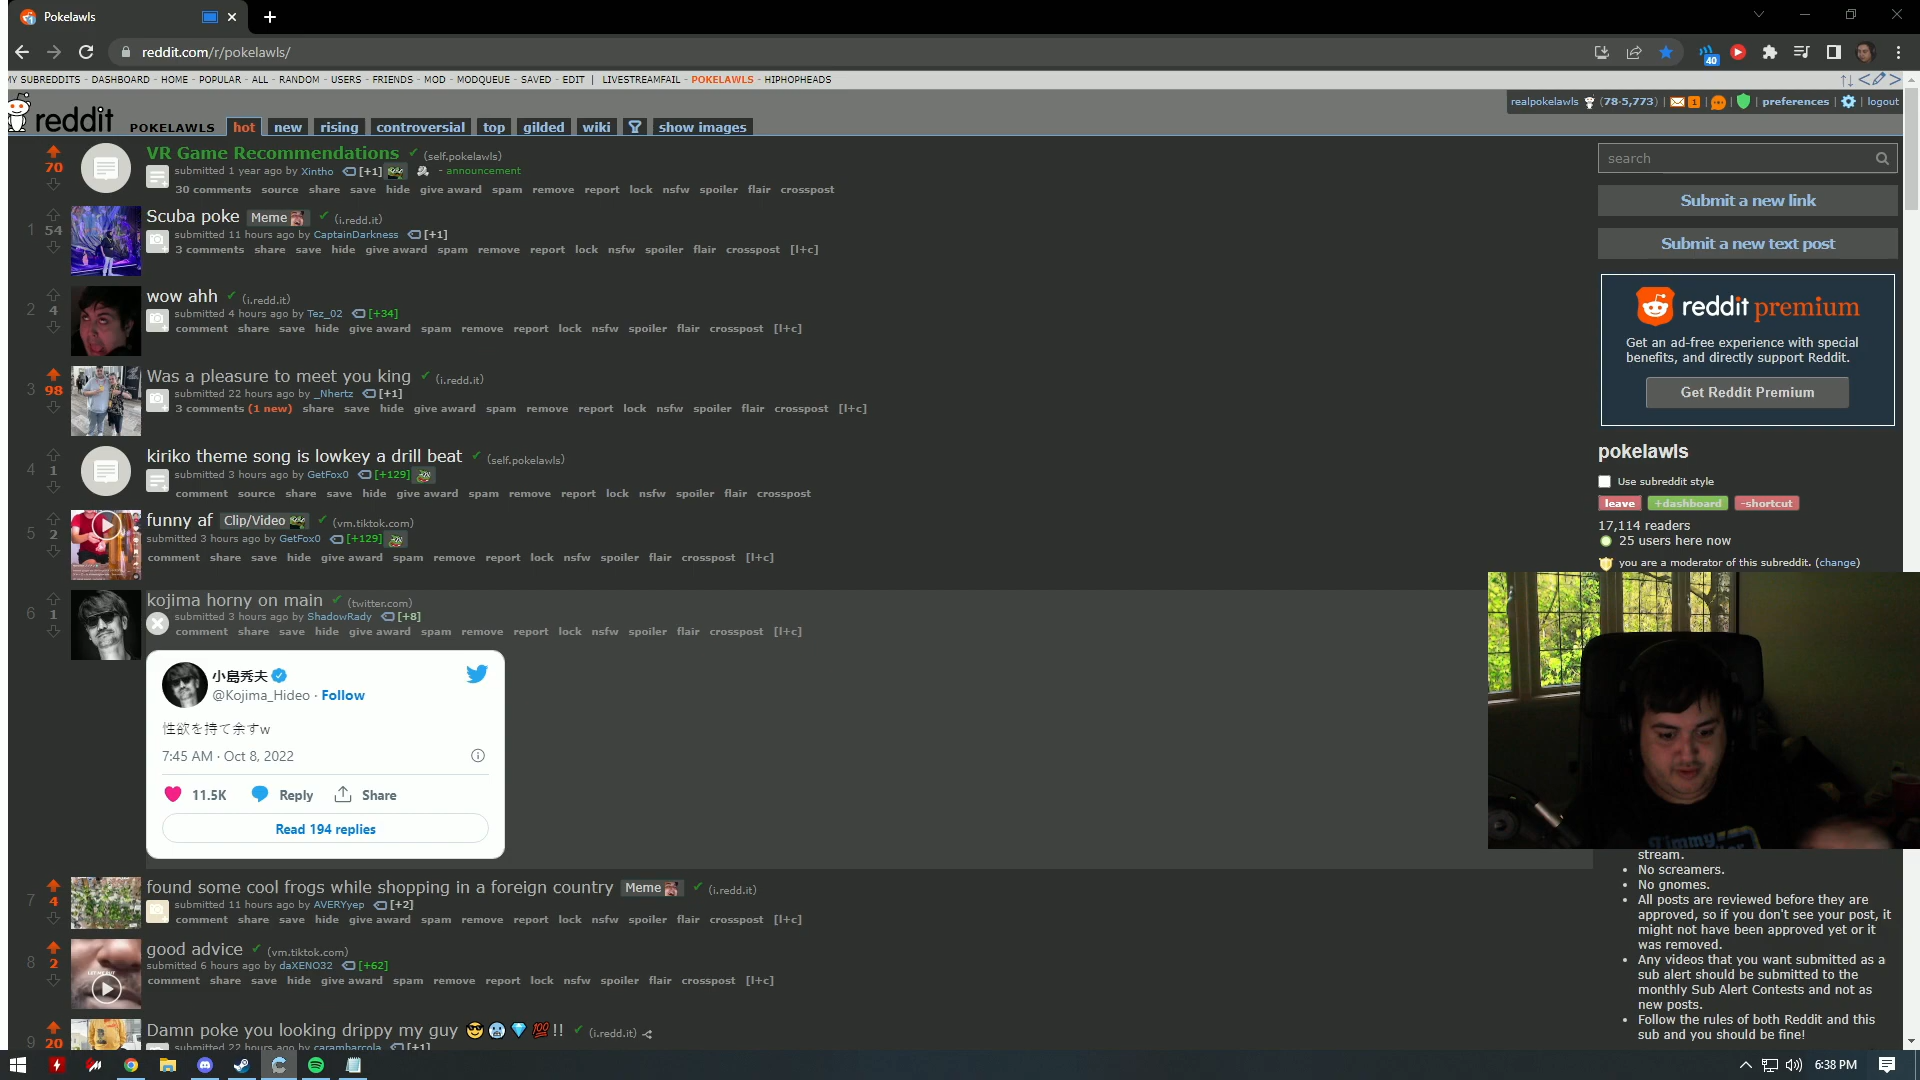 Pokelawls
reddit.com/r/pokelawls/
40
MY SUBREDDITS - DASHBOARD - HOME - POPULAR - ALL - RANDOM - USERS - FRIENDS - MOD - MODQUEUE - SAVED - EDIT | LIVESTREAMFAIL - POKELAWLS - HIPHOPHEADS
realpokelawls (78·5,773) | 1 | | | preferences | | logout
reddit POKELAWLS hot new rising controversial top gilded wiki show images
70
VR Game Recommendations (self.pokelawls)
submitted 1 year ago by Xintho [+1] - announcement
30 comments source share save hide give award spam remove report lock nsfw spoiler flair crosspost
1 54
Scuba poke Meme (i.redd.it)
submitted 11 hours ago by CaptainDarkness [+1]
3 comments share save hide give award spam remove report lock nsfw spoiler flair crosspost [l+c]
2 4
wow ahh (i.redd.it)
submitted 4 hours ago by Tez_02 [+34]
comment share save hide give award spam remove report lock nsfw spoiler flair crosspost [l+c]
3 98
Was a pleasure to meet you king (i.redd.it)
submitted 22 hours ago by _Nhertz [+1]
3 comments (1 new) share save hide give award spam remove report lock nsfw spoiler flair crosspost [l+c]
4 1
kiriko theme song is lowkey a drill beat (self.pokelawls)
submitted 3 hours ago by GetFox0 [+129]
comment source share save hide give award spam remove report lock nsfw spoiler flair crosspost
5 2
funny af Clip/Video (vm.tiktok.com)
submitted 3 hours ago by GetFox0 [+129]
comment share save hide give award spam remove report lock nsfw spoiler flair crosspost [l+c]
6 1
kojima horny on main (twitter.com)
submitted 3 hours ago by ShadowRady [+8]
comment share save hide give award spam remove report lock nsfw spoiler flair crosspost [l+c]
小島秀夫
@Kojima_Hideo · Follow
性欲を持て余すw
7:45 AM · Oct 8, 2022
11.5K Reply Share
Read 194 replies
7 4
found some cool frogs while shopping in a foreign country Meme (i.redd.it)
submitted 11 hours ago by AVERYyep [+2]
comment share save hide give award spam remove report lock nsfw spoiler flair crosspost [l+c]
8 2
good advice (vm.tiktok.com)
submitted 6 hours ago by daXENO32 [+62]
comment share save hide give award spam remove report lock nsfw spoiler flair crosspost [l+c]
9 20
Damn poke you looking drippy my guy 😎🥶💎💯!! (i.redd.it)
submitted 22 hours ago by carambarcola [+1]
search
Submit a new link
Submit a new text post
reddit premium
Get an ad-free experience with special
benefits, and directly support Reddit.
Get Reddit Premium
pokelawls
Use subreddit style
leave +dashboard -shortcut
17,114 readers
25 users here now
you are a moderator of this subreddit. (change)
stream.
• No screamers.
• No gnomes.
• All posts are reviewed before they are
approved, so if you don't see your post, it
might not have been approved yet or it
was removed.
• Any videos that you want submitted as a
sub alert should be submitted to the
monthly Sub Alert Contests and not as
new posts.
• Follow the rules of both Reddit and this
sub and you should be fine!
6:38 PM